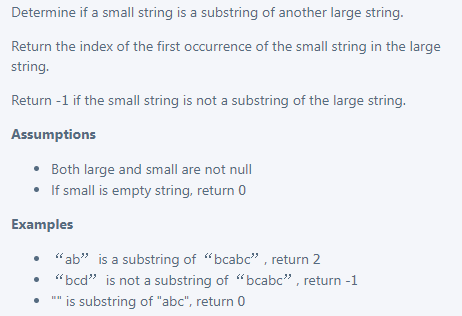 Determine if a small string is a substring of another large string.
Return the index of the first occurrence of the small string in the large
string.
Return -1 if the small string is not a substring of the large string.
Assumptions
• Both large and small are not null
• If small is empty string, return 0
Examples
• “ab” is a substring of “bcabc” , return 2
• “bcd” is not a substring of “bcabc” , return -1
• "" is substring of "abc", return 0